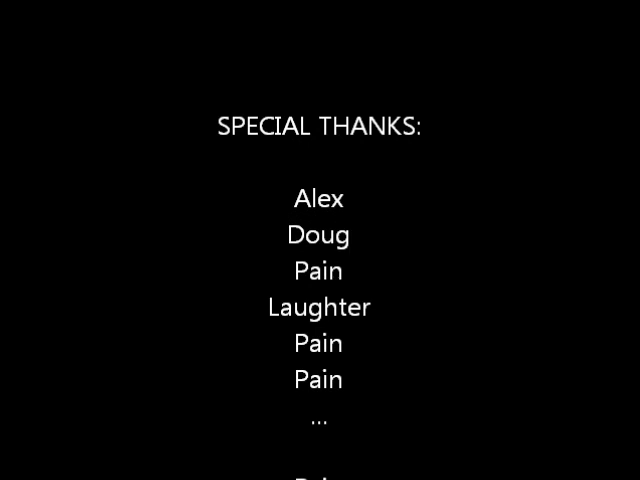 SPECIAL THANKS:
Alex
Doug
Pain
Laughter
Pain
Pain
...